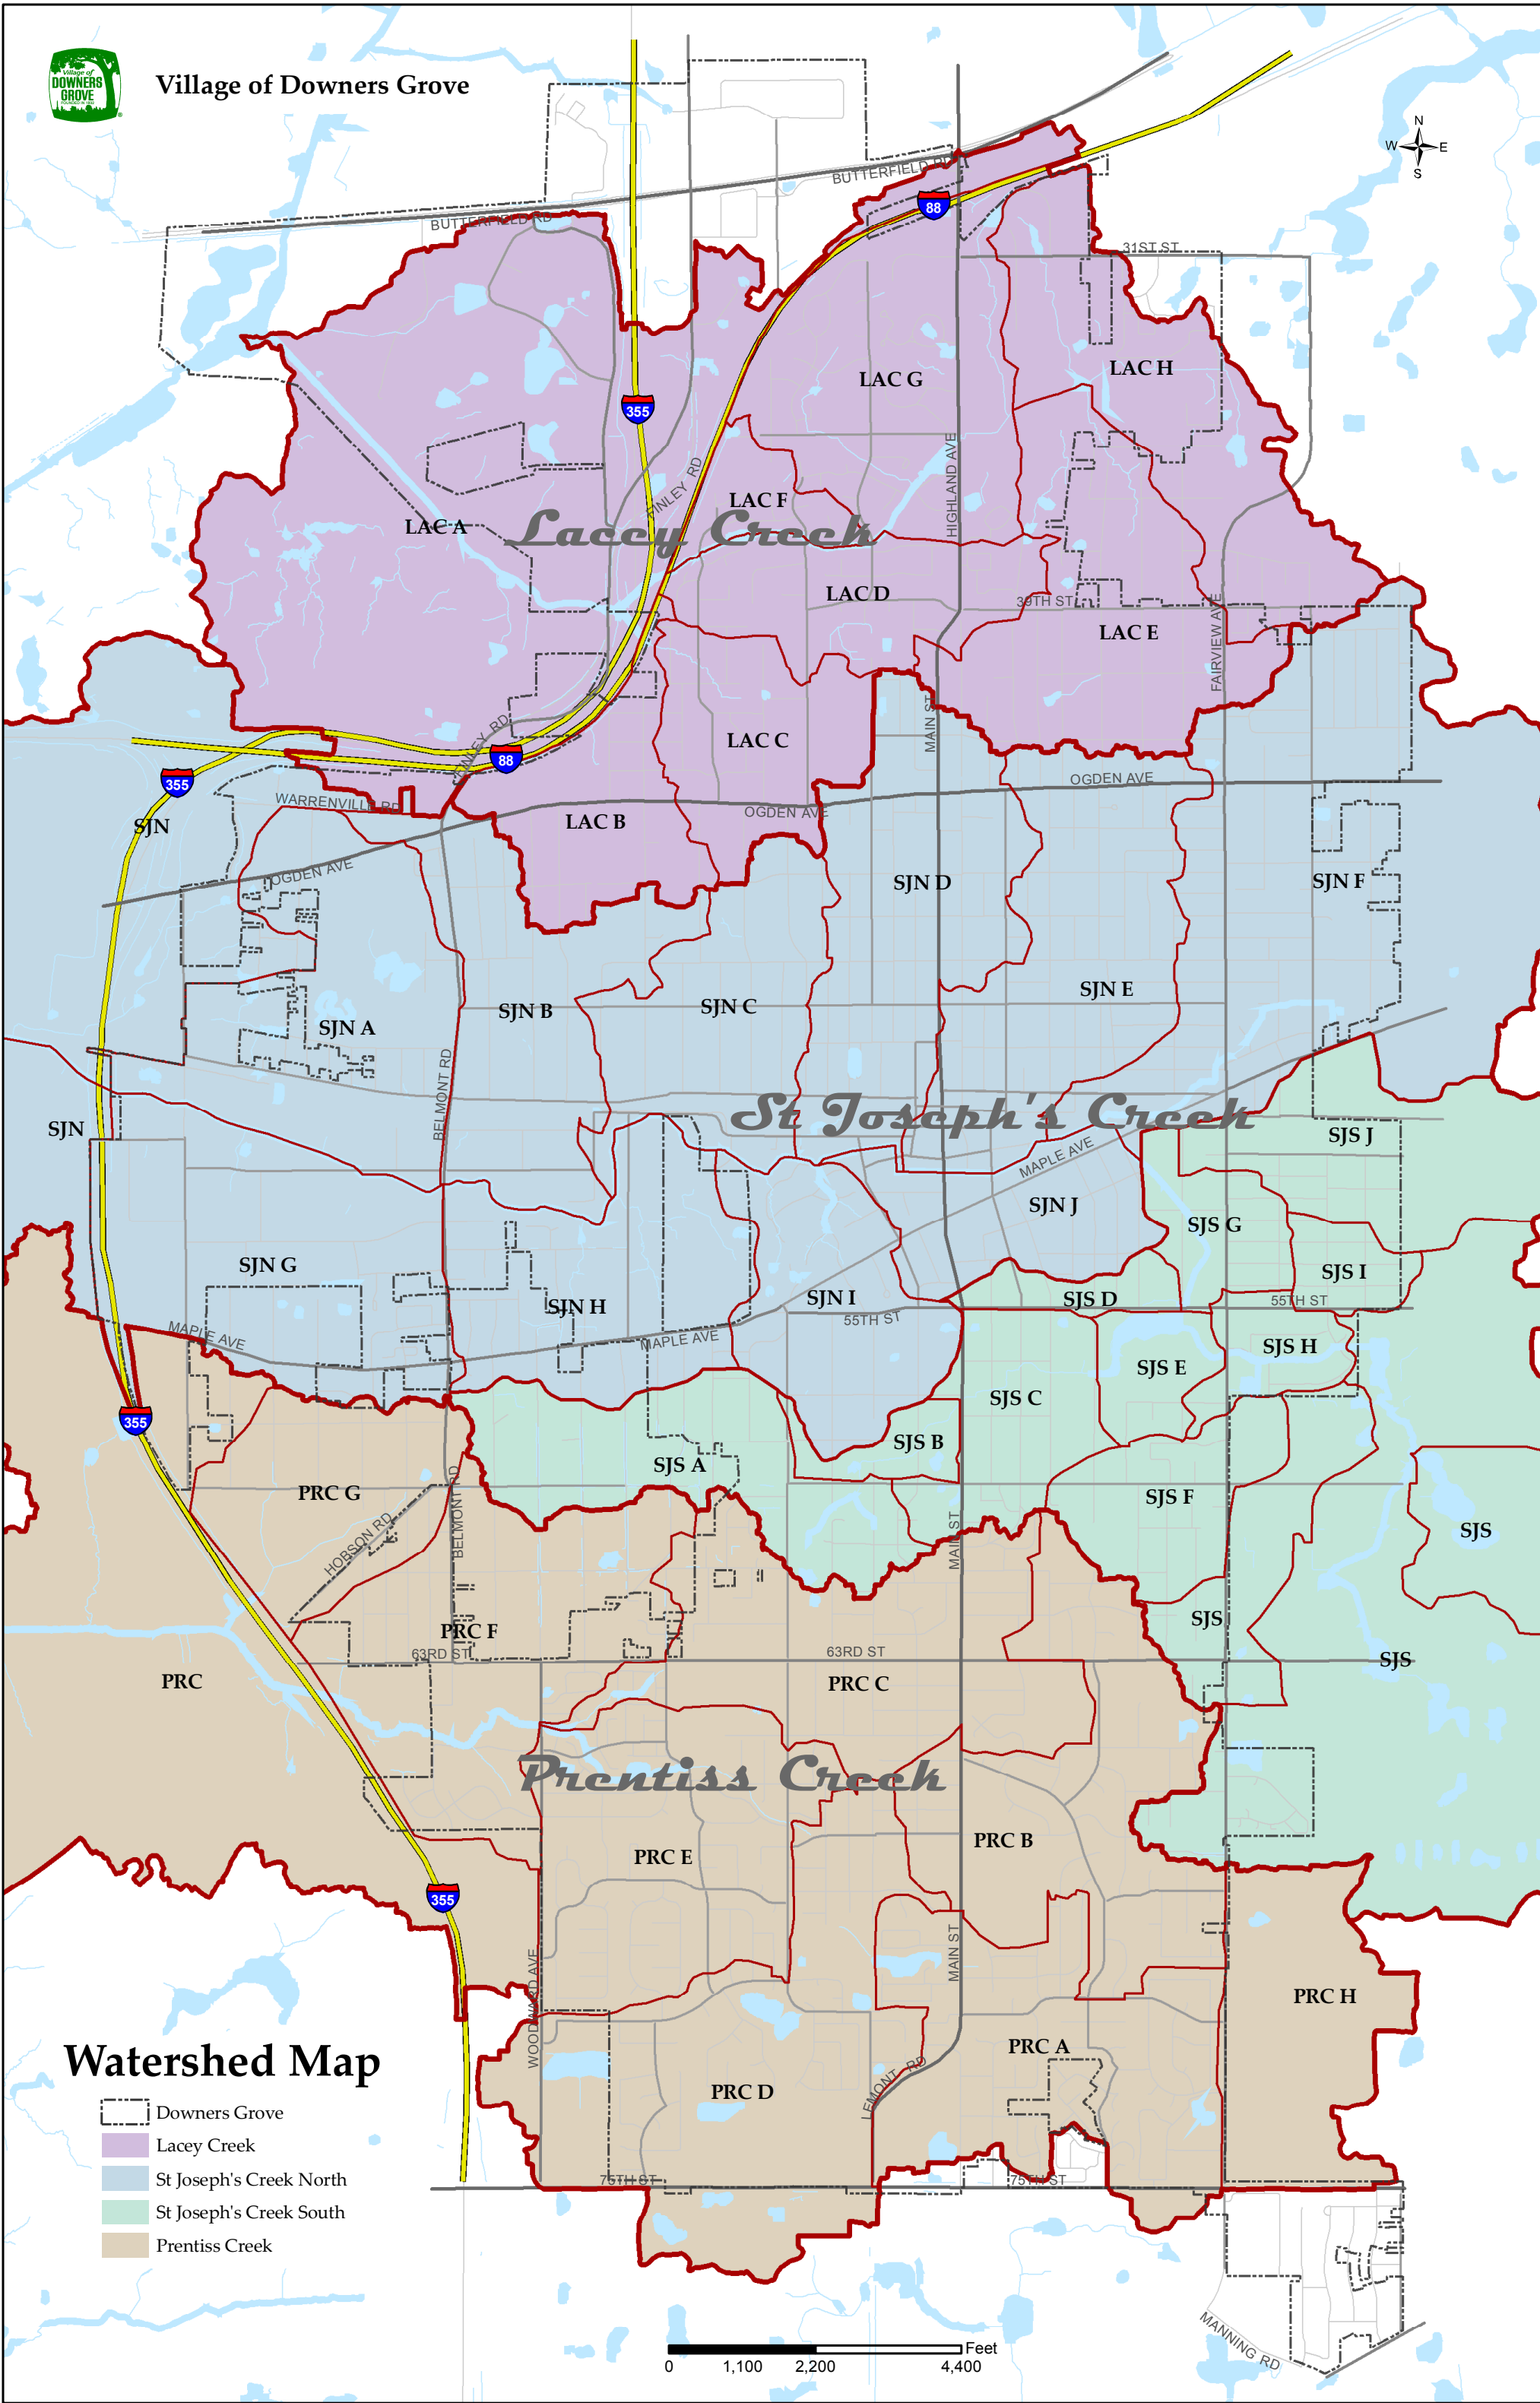 Village of
DOWNERS
GROVE
FOUNDED IN 1832
Village of Downers Grove
N
W E
S
BUTTERFIELD RD
88
BUTTERFIELD RD
31ST ST
LAC H
LAC G
355
HIGHLAND AVE
FINLEY RD
LAC F
LAC A
Lacey Creek
LAC D
39TH ST
LAC E
FAIRVIEW AVE
MAIN ST
FINLEY RD
LAC C
88
355
OGDEN AVE
WARRENVILLE RD
OGDEN AVE
SJN
LAC B
OGDEN AVE
SJN D
SJN F
SJN E
SJN B
SJN C
SJN A
BELMONT RD
St Joseph's Creek
SJN
SJS J
MAPLE AVE
SJN J
SJS G
SJN G
SJS I
SJN H
SJN I
SJS D
55TH ST
55TH ST
MAPLE AVE
MAPLE AVE
SJS H
SJS E
SJS C
355
SJS B
SJS A
PRC G
SJS F
BELMONT RD
HOBSON RD
MAIN ST
SJS
SJS
PRC F
63RD ST
63RD ST
SJS
PRC
PRC C
Prentiss Creek
PRC B
PRC E
355
MAIN ST
WOODWARD AVE
PRC H
PRC A
LEMONT RD
PRC D
75TH ST
75TH ST
Watershed Map
Downers Grove
Lacey Creek
St Joseph's Creek North
St Joseph's Creek South
Prentiss Creek
MANNING RD
Feet
0 1,100 2,200 4,400